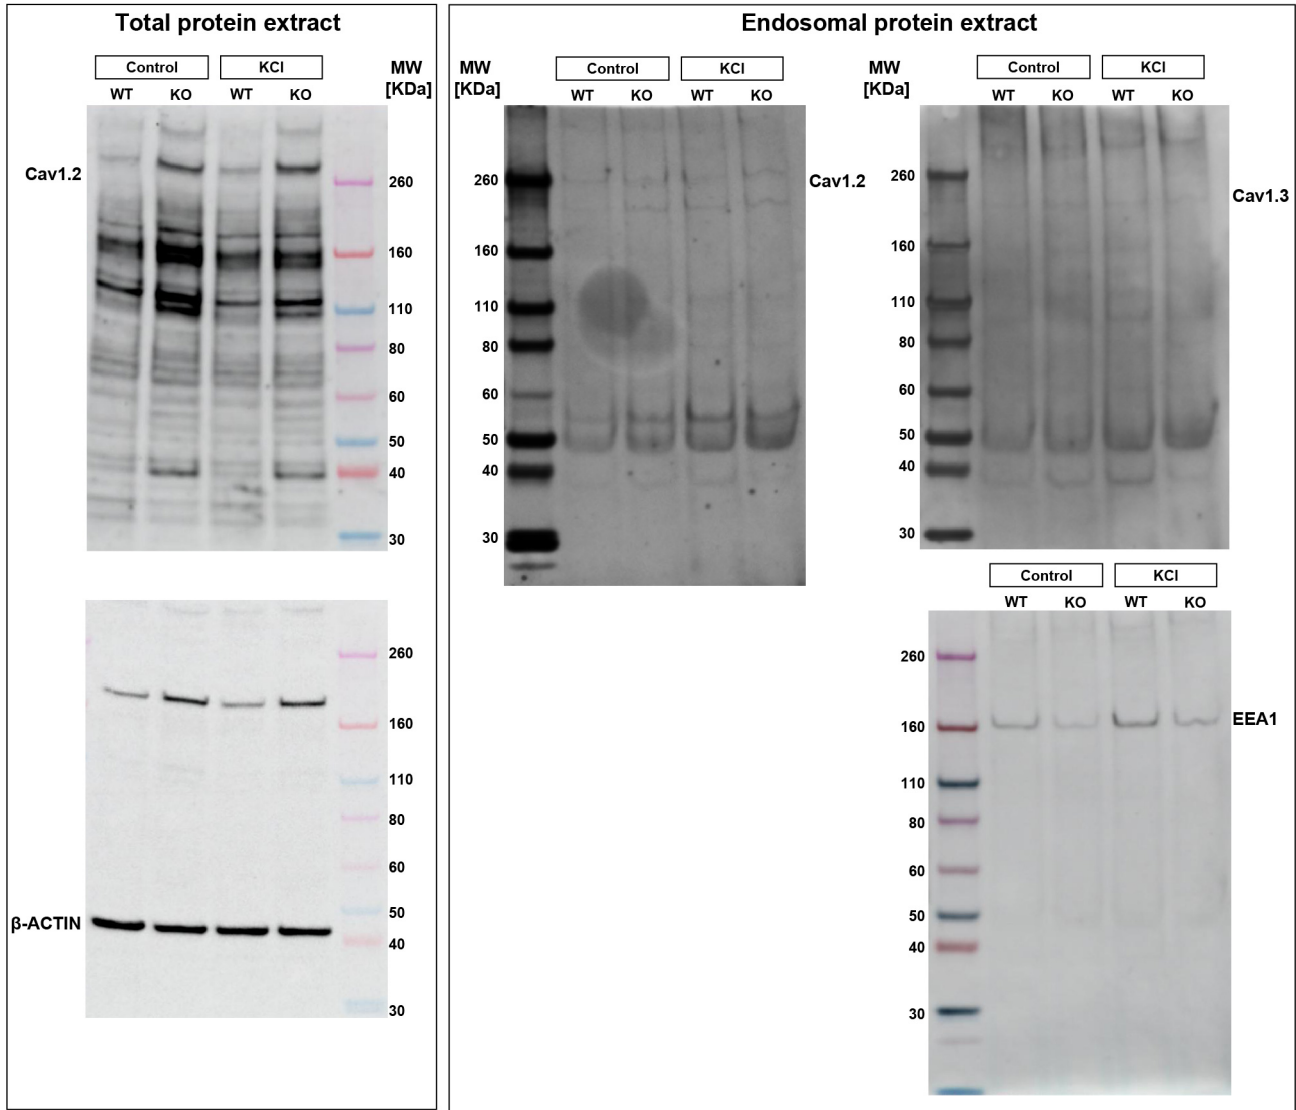 Total protein extract
Control
KCl
MW
[KDa]
WT
KO
WT
KO
Cav1.2
260
160
110
80
60
50
40
30
260
160
110
80
60
50
40
30
β-ACTIN
Endosomal protein extract
MW
[KDa]
Control
KCl
WT
KO
WT
KO
260
160
110
80
60
50
40
30
Cav1.2
MW
[KDa]
Control
KCl
WT
KO
WT
KO
260
160
110
80
60
50
40
30
Cav1.3
Control
KCl
WT
KO
WT
KO
260
160
110
80
60
50
40
30
EEA1